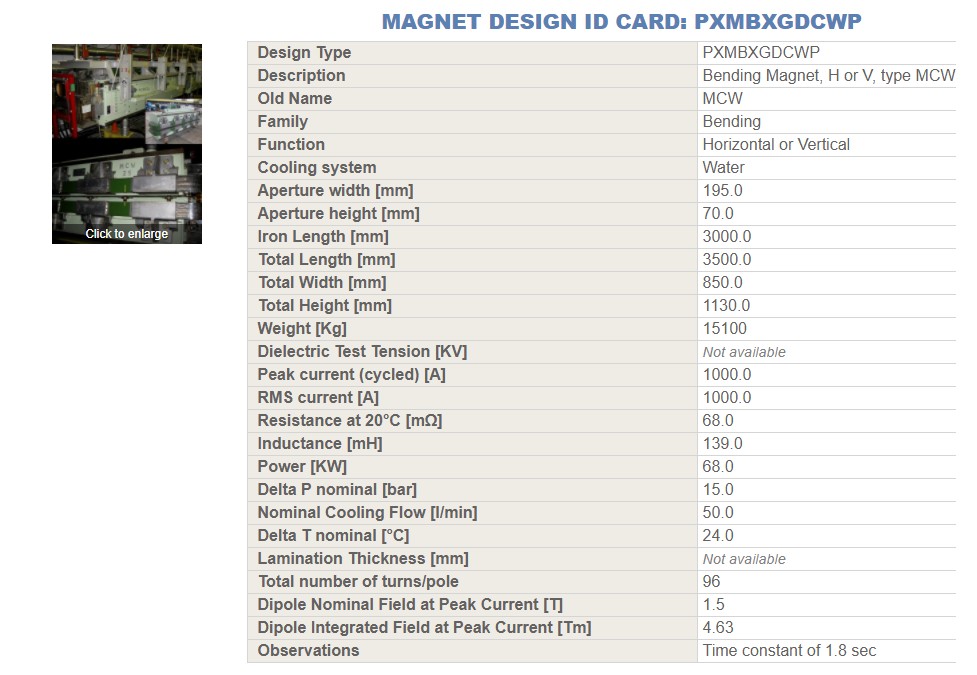 MAGNET DESIGN ID CARD: PXMBXGDCWP
Click to enlarge
Design Type PXMBXGDCWP
Description Bending Magnet, H or V, type MCW
Old Name MCW
Family Bending
Function Horizontal or Vertical
Cooling system Water
Aperture width [mm] 195.0
Aperture height [mm] 70.0
Iron Length [mm] 3000.0
Total Length [mm] 3500.0
Total Width [mm] 850.0
Total Height [mm] 1130.0
Weight [Kg] 15100
Dielectric Test Tension [KV] Not available
Peak current (cycled) [A] 1000.0
RMS current [A] 1000.0
Resistance at 20°C [mΩ] 68.0
Inductance [mH] 139.0
Power [KW] 68.0
Delta P nominal [bar] 15.0
Nominal Cooling Flow [l/min] 50.0
Delta T nominal [°C] 24.0
Lamination Thickness [mm] Not available
Total number of turns/pole 96
Dipole Nominal Field at Peak Current [T] 1.5
Dipole Integrated Field at Peak Current [Tm] 4.63
Observations Time constant of 1.8 sec